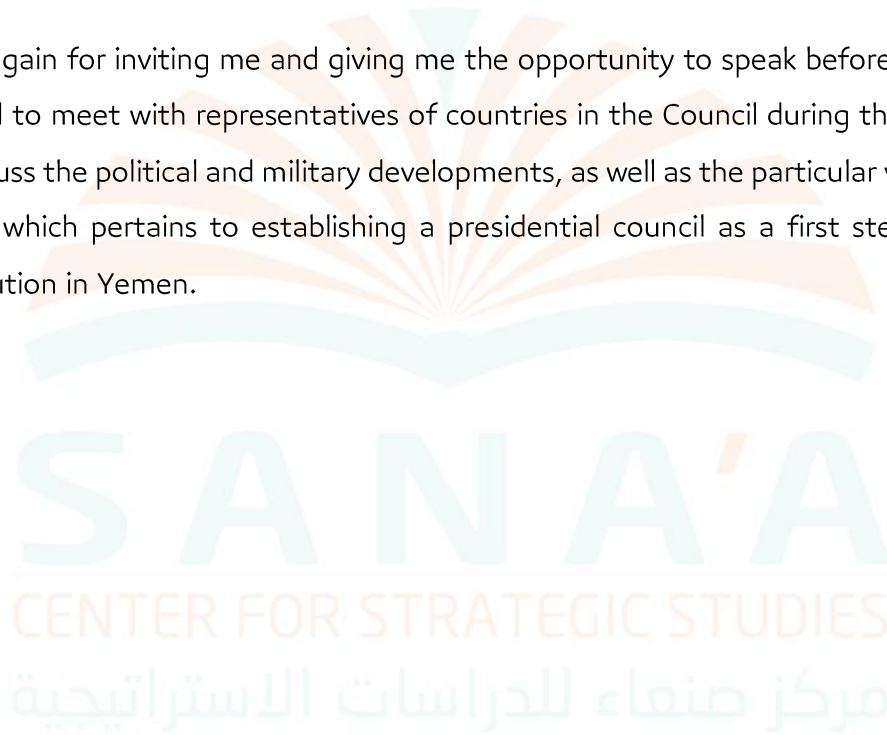 gain for inviting me and giving me the opportunity to speak before
to meet with representatives of countries in the Council during
uss the political and military developments, as well as the particular
which pertains to establishing a presidential council as a first
ution in Yemen.
SANA'A
CENTER FOR STRATEGIC STUDIES
مركز صنعاء للدراسات الاستراتيجية